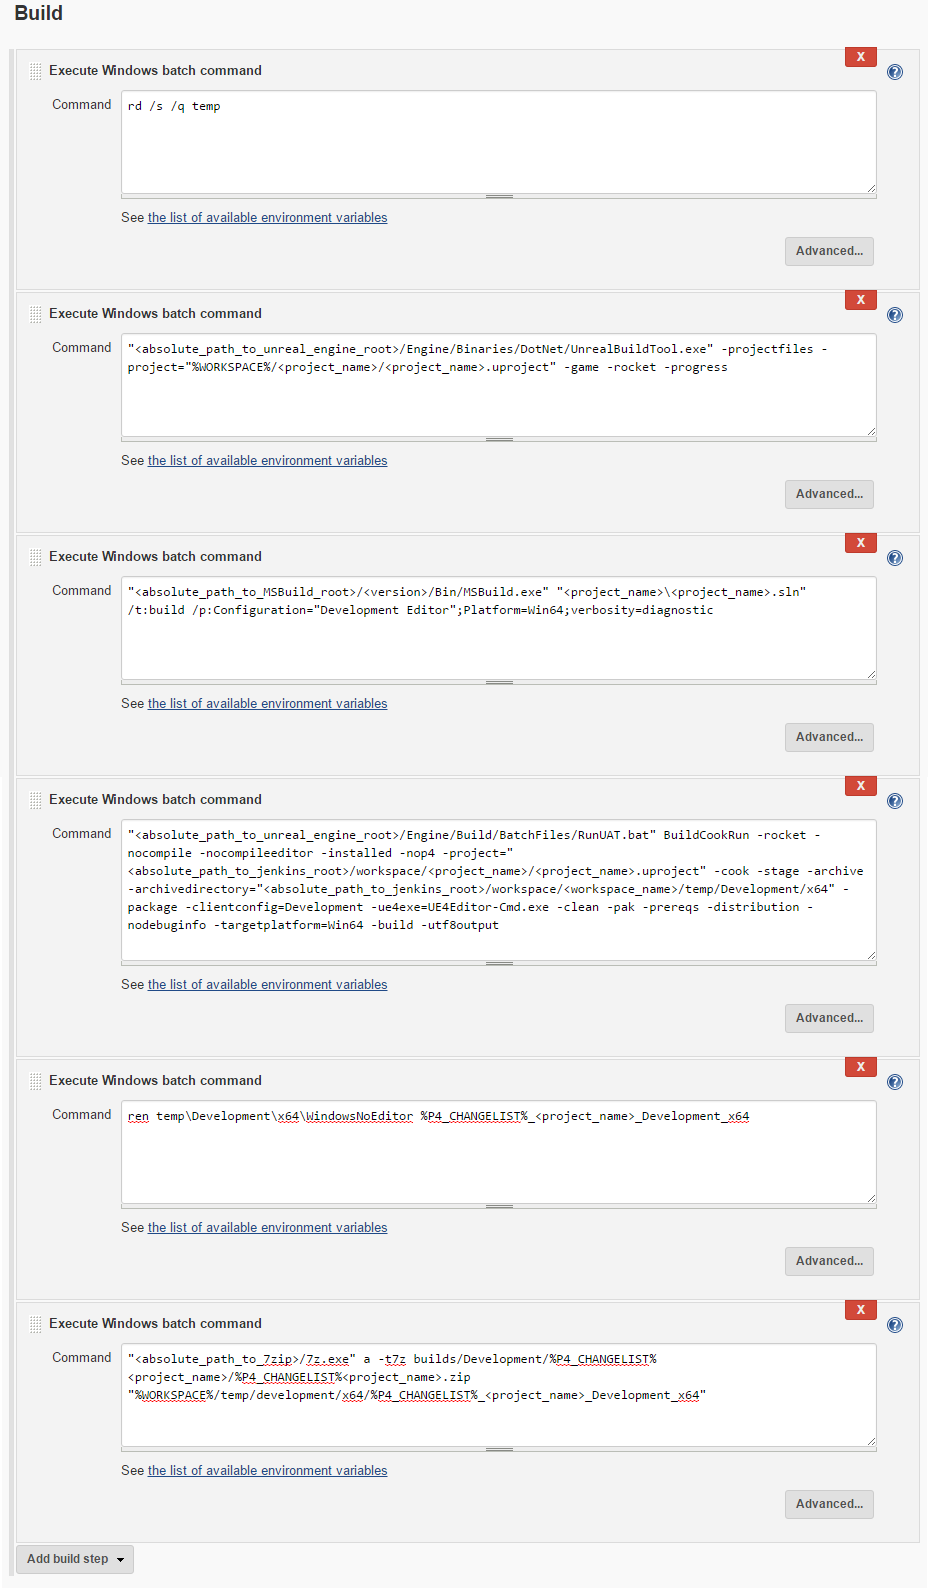 Build
X
Execute Windows batch command
?
Command
rd /s /q temp
See the list of available environment variables
Advanced...
X
Execute Windows batch command
?
Command
"<absolute_path_to_unreal_engine_root>/Engine/Binaries/DotNet/UnrealBuildTool.exe" -projectfiles -
project="%WORKSPACE%/<project_name>/<project_name>.uproject" -game -rocket -progress
See the list of available environment variables
Advanced...
X
Execute Windows batch command
?
Command
"<absolute_path_to_MSBuild_root>/<version>/Bin/MSBuild.exe" "<project_name>\<project_name>.sln"
/t:build /p:Configuration="Development Editor";Platform=Win64;verbosity=diagnostic
See the list of available environment variables
Advanced...
X
Execute Windows batch command
?
Command
"<absolute_path_to_unreal_engine_root>/Engine/Build/BatchFiles/RunUAT.bat" BuildCookRun -rocket -
nocompile -nocompileeditor -installed -nop4 -project="
<absolute_path_to_jenkins_root>/workspace/<project_name>/<project_name>.uproject" -cook -stage -archive
-archivedirectory="<absolute_path_to_jenkins_root>/workspace/<workspace_name>/temp/Development/x64" -
package -clientconfig=Development -ue4exe=UE4Editor-Cmd.exe -clean -pak -prereqs -distribution -
nodebuginfo -targetplatform=Win64 -build -utf8output
See the list of available environment variables
Advanced...
X
Execute Windows batch command
?
Command
ren temp\Development\x64\WindowsNoEditor %P4_CHANGELIST%_<project_name>_Development_x64
See the list of available environment variables
Advanced...
X
Execute Windows batch command
?
Command
"<absolute_path_to_7zip>/7z.exe" a -t7z builds/Development/%P4_CHANGELIST%
<project_name>/%P4_CHANGELIST%<project_name>.zip
"%WORKSPACE%/temp/development/x64/%P4_CHANGELIST%_<project_name>_Development_x64"
See the list of available environment variables
Advanced...
Add build step